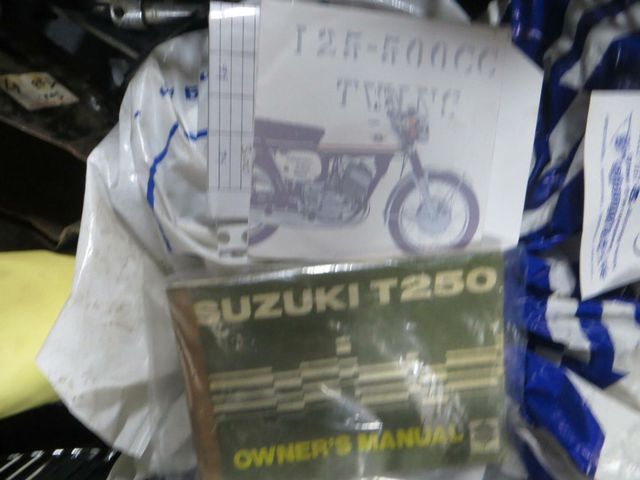 125-500CC
TWINS
SUZUKI T250
OWNER'S MANUAL